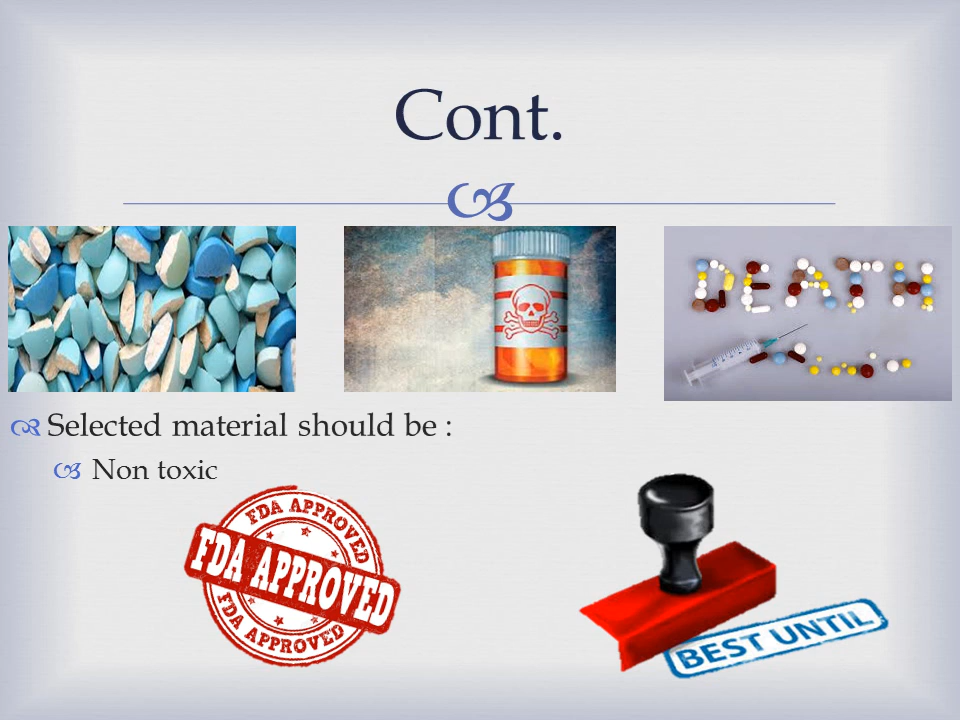 Cont.
DEATH
Selected material should be :
Non toxic
FDA APPROVED
FDA APPROVED
FDA APPROVED
BEST UNTIL